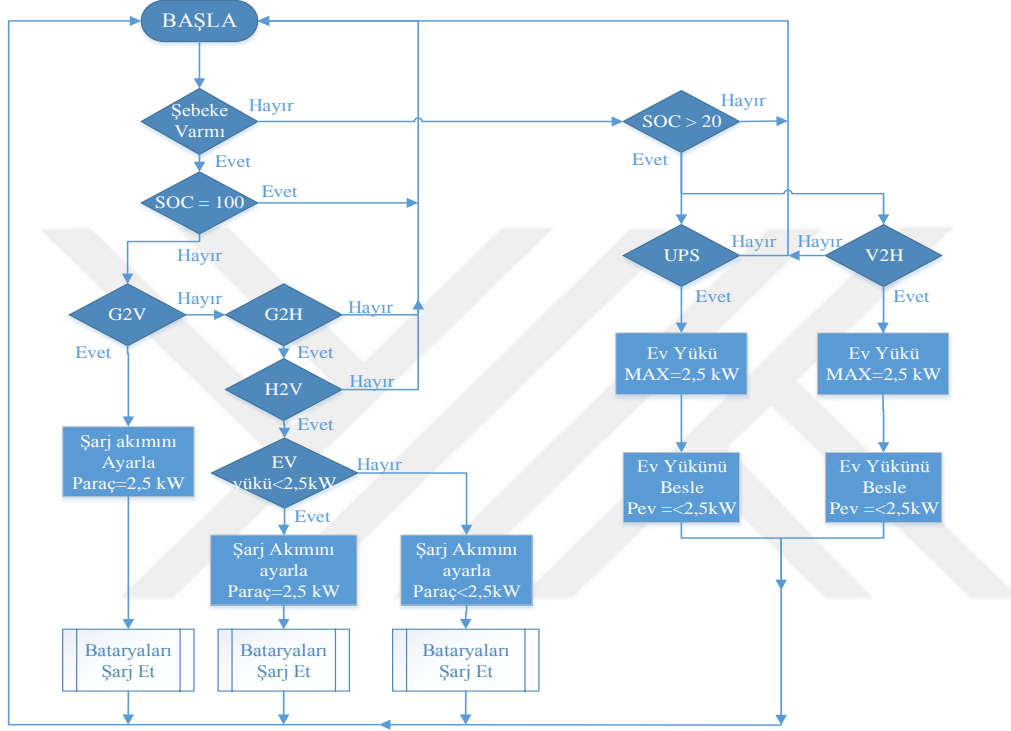 BAŞLA
Şebeke
Varmı
Hayır
SOC > 20
Hayır
Evet
Evet
SOC = 100
Evet
Hayır
UPS
Hayır
Hayır
V2H
Evet
Evet
G2V
Hayır
G2H
Evet
Evet
Ev Yükü
MAX=2,5 kW
Ev Yükü
MAX=2,5 kW
H2V
Hayır
Evet
Şarj akımını
Ayarla
Paraç=2,5 kW
EV
yükü<2,5kW
Hayır
Evet
Ev Yükünü
Besle
Pev =<2,5kW
Ev Yükünü
Besle
Pev =<2,5kW
Şarj Akımını
ayarla
Paraç=2,5 kW
Şarj Akımını
ayarla
Paraç<2,5kW
Bataryaları
Şarj Et
Bataryaları
Şarj Et
Bataryaları
Şarj Et